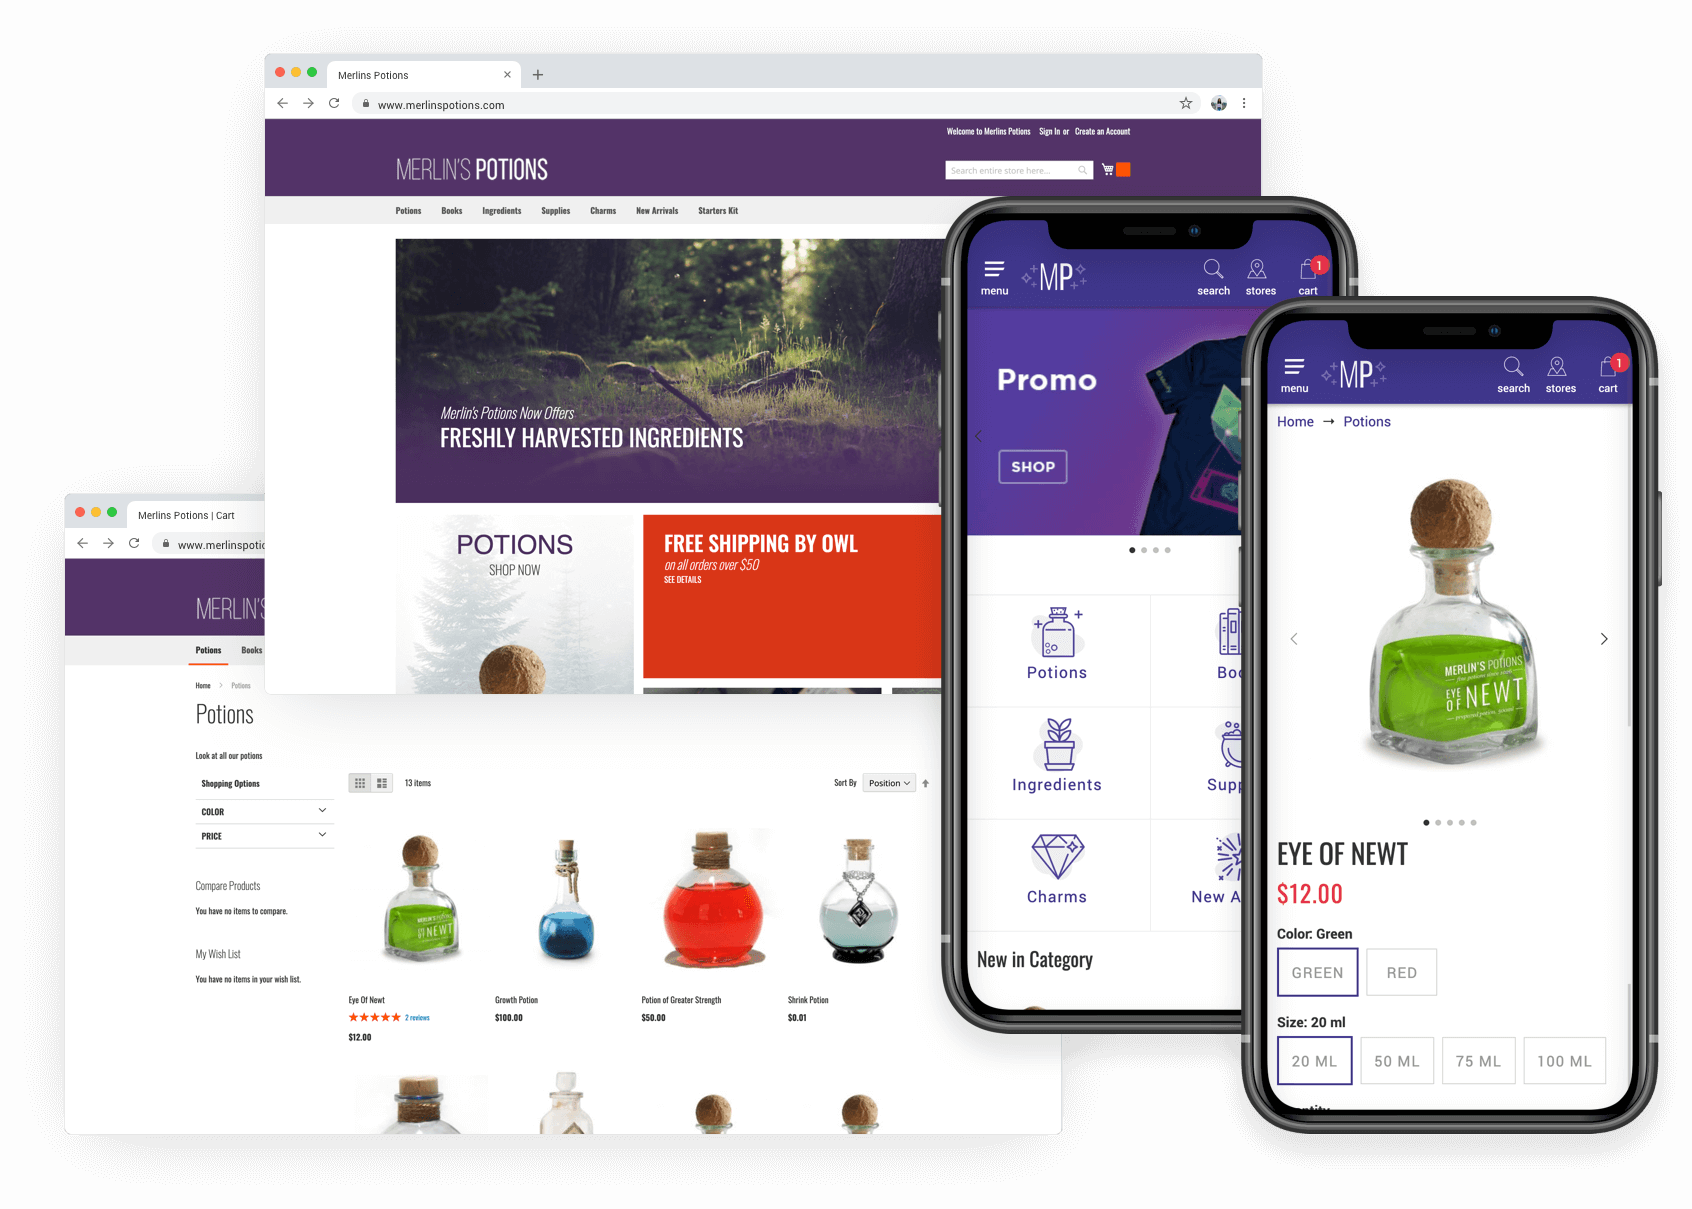 Merlins Potions
www.merlinspotions.com
Welcome to Merlins Potions Sign In or Create an Account
MERLIN'S POTIONS
Search entire store here...
Potions Books Ingredients Supplies Charms New Arrivals Starters Kit
Merlin's Potions Now Offers
FRESHLY HARVESTED INGREDIENTS
POTIONS
SHOP NOW
FREE SHIPPING BY OWL
on all orders over $50
SEE DETAILS
Merlins Potions | Cart
www.merlinspotio
MERLIN'S
Potions Books
Home > Potions
Potions
Look at all our potions
Shopping Options
COLOR
PRICE
13 items
Sort By Position
Compare Products
You have no items to compare.
My Wish List
You have no items in your wish list.
MERLIN'S POTIONS
EYE OF NEWT
Eye Of Newt
2 reviews
$12.00
Growth Potion
$100.00
Potion of Greater Strength
$50.00
Shrink Potion
$0.01
menu
MP
search stores cart
1
Promo
SHOP
Potions
Boo
Ingredients
Supp
Charms
New A
New in Category
menu
MP
search stores cart
1
Home → Potions
MERLIN'S POTIONS
EYE
OF NEWT
EYE OF NEWT
$12.00
Color: Green
GREEN RED
Size: 20 ml
20 ML 50 ML 75 ML 100 ML